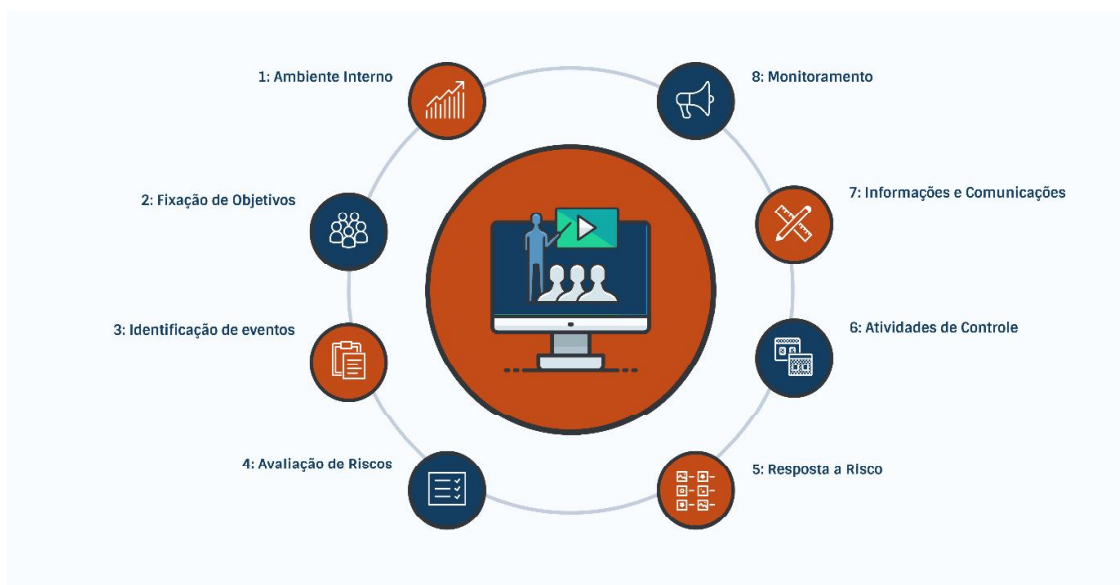 1: Ambiente Interno
2: Fixação de Objetivos
3: Identificação de eventos
4: Avaliação de Riscos
5: Resposta a Risco
6: Atividades de Controle
7: Informações e Comunicações
8: Monitoramento